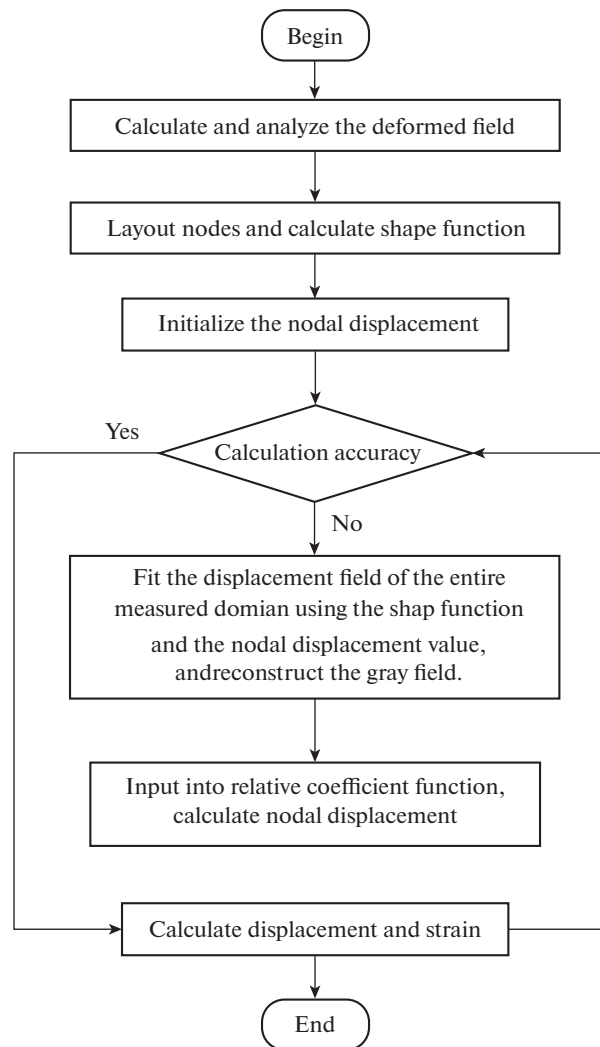 Begin
Calculate and analyze the deformed field
Layout nodes and calculate shape function
Initialize the nodal displacement
Yes
Calculation accuracy
No
Fit the displacement field of the entire
measured domian using the shap function
and the nodal displacement value,
andreconstruct the gray field.
Input into relative coefficient function,
calculate nodal displacement
Calculate displacement and strain
End